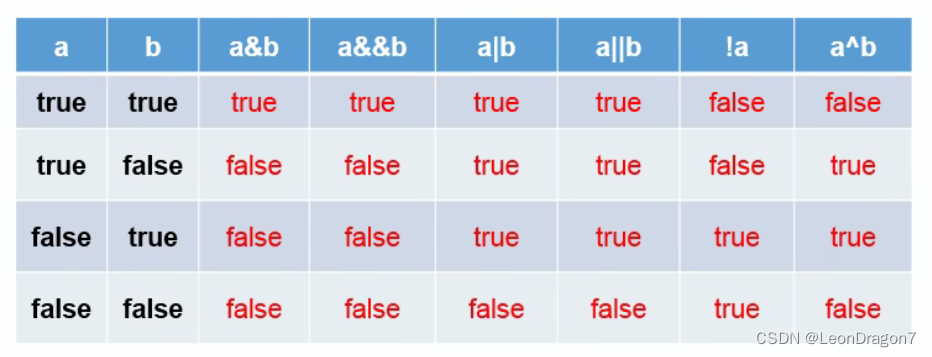 a b a&b a&&b a|b a||b !a a^b
true true true true true true false false
true false false false true true false true
false true false false true true true true
false false false false false false true false
CSDN @LeonDragon7